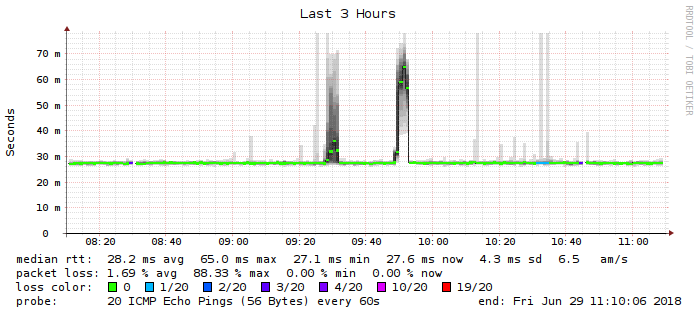 Last 3 Hours
RRDTOOL / TOBI OETIKER
Seconds
70 m
60 m
50 m
40 m
30 m
20 m
10 m
0
08:20 08:40 09:00 09:20 09:40 10:00 10:20 10:40 11:00
median rtt: 28.2 ms avg 65.0 ms max 27.1 ms min 27.6 ms now 4.3 ms sd 6.5 am/s
packet loss: 1.69 % avg 88.33 % max 0.00 % min 0.00 % now
loss color: 0 1/20 2/20 3/20 4/20 10/20 19/20
probe: 20 ICMP Echo Pings (56 Bytes) every 60s end: Fri Jun 29 11:10:06 2018